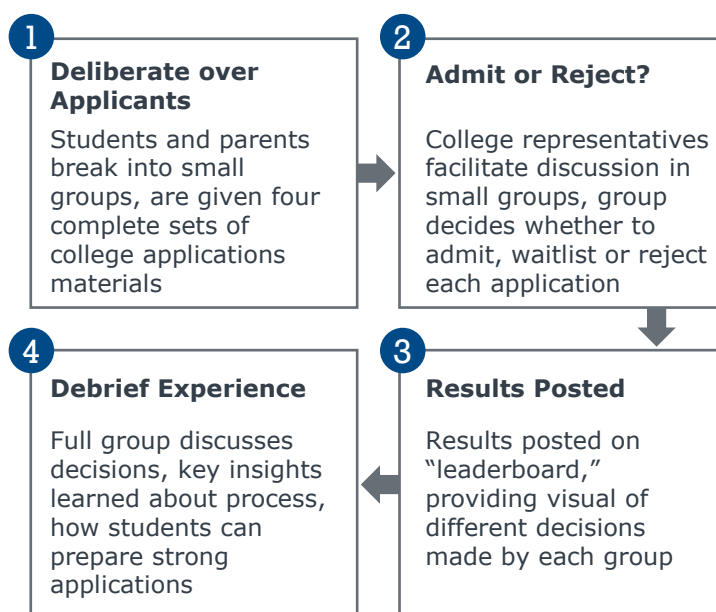 1
Deliberate over
Applicants
Students and parents
break into small
groups, are given four
complete sets of
college applications
materials
2
Admit or Reject?
College representatives
facilitate discussion in
small groups, group
decides whether to
admit, waitlist or reject
each application
3
Results Posted
Results posted on
“leaderboard,”
providing visual of
different decisions
made by each group
4
Debrief Experience
Full group discusses
decisions, key insights
learned about process,
how students can
prepare strong
applications